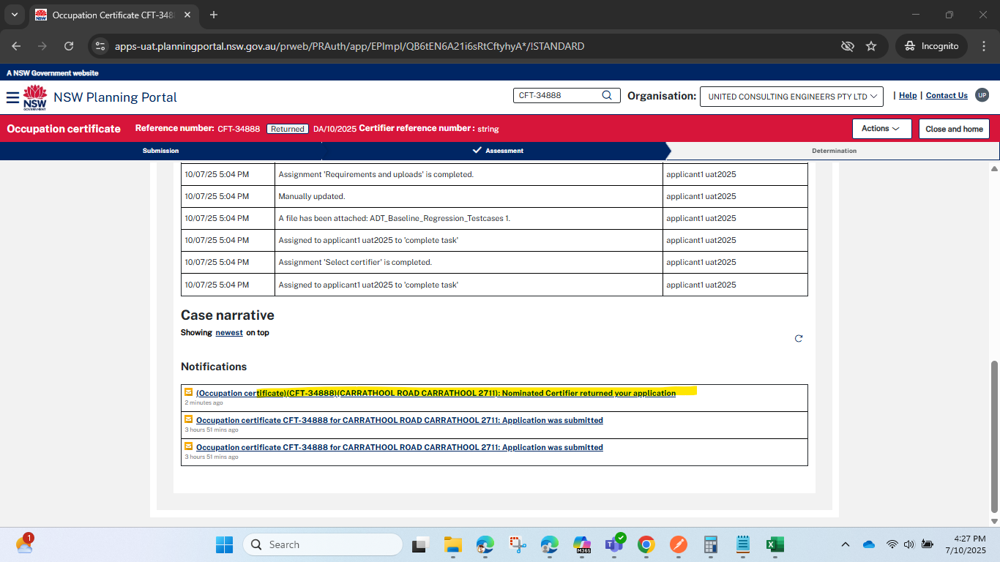 Occupation Certificate CFT-348
apps-uat.planningportal.nsw.gov.au/prweb/PRAuth/app/EPImpl/QB6tEN6A21i6sRtCftyhyA*/!STANDARD
Incognito
A NSW Government website
NSW GOVERNMENT
NSW Planning Portal
CFT-34888
Organisation:
UNITED CONSULTING ENGINEERS PTY LTD
| Help | Contact Us
UP
Occupation certificate
Reference number: CFT-34888 Returned DA/10/2025 Certifier reference number : string
Actions
Close and home
Submission
Assessment
Determination
10/07/25 5:04 PM Assignment 'Requirements and uploads' is completed. applicant1 uat2025
10/07/25 5:04 PM Manually updated. applicant1 uat2025
10/07/25 5:04 PM A file has been attached: ADT_Baseline_Regression_Testcases 1. applicant1 uat2025
10/07/25 5:04 PM Assigned to applicant1 uat2025 to 'complete task' applicant1 uat2025
10/07/25 5:04 PM Assignment 'Select certifier' is completed. applicant1 uat2025
10/07/25 5:04 PM Assigned to applicant1 uat2025 to 'complete task' applicant1 uat2025
Case narrative
Showing newest on top
Notifications
(Occupation certificate)(CFT-34888)(CARRATHOOL ROAD CARRATHOOL 2711): Nominated Certifier returned your application
2 minutes ago
Occupation certificate CFT-34888 for CARRATHOOL ROAD CARRATHOOL 2711: Application was submitted
3 hours 51 mins ago
Occupation certificate CFT-34888 for CARRATHOOL ROAD CARRATHOOL 2711: Application was submitted
3 hours 51 mins ago
1
Search
M365
4:27 PM
7/10/2025